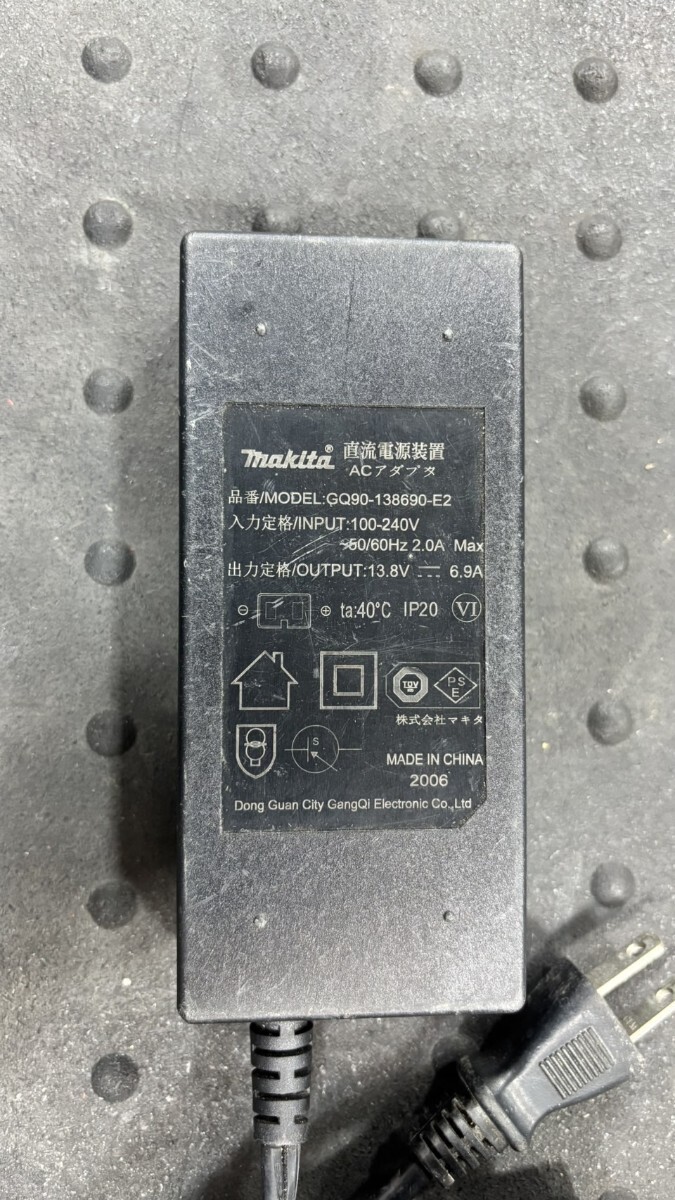 makita® 直流電源装置
ACアダプタ
品番/MODEL:GQ90-138690-E2
入力定格/INPUT:100-240V
~50/60Hz 2.0A Max
出力定格/OUTPUT:13.8V ⎓ 6.9A
⊖ ⊕ ta:40°C IP20 VI
TÜV PS E
株式会社マキタ
S
MADE IN CHINA
2006
Dong Guan City GangQi Electronic Co.,Ltd